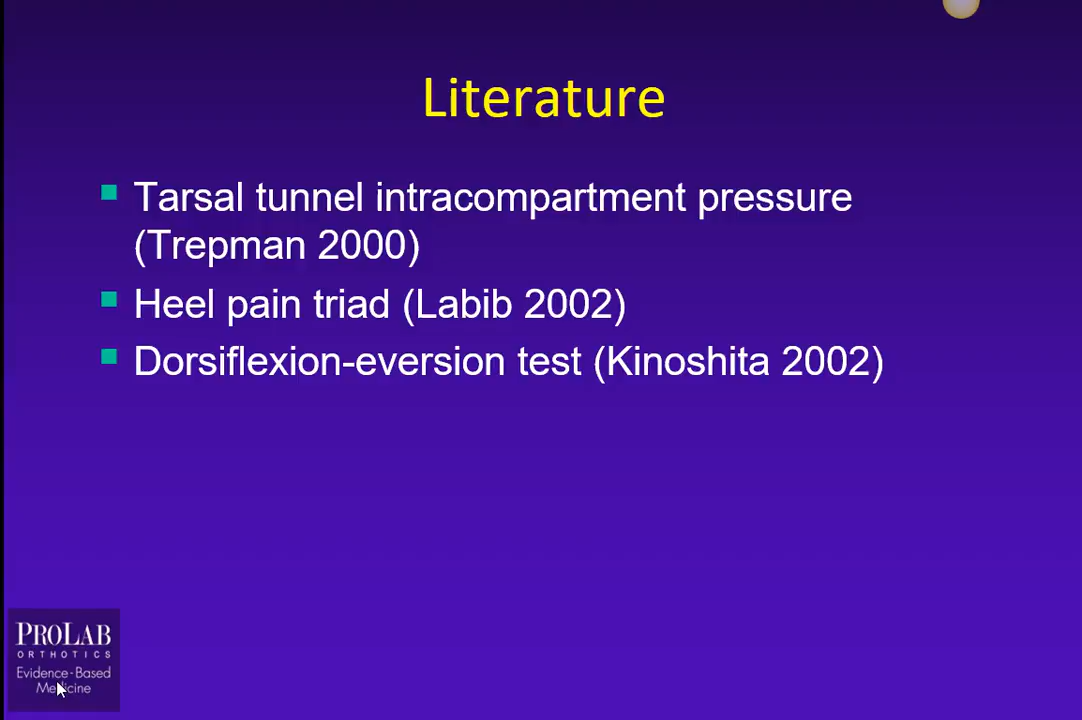 Literature
Tarsal tunnel intracompartment pressure
(Trepman 2000)
Heel pain triad (Labib 2002)
Dorsiflexion-eversion test (Kinoshita 2002)
PROLAB
ORTHOTICS
Evidence-Based
Medicine